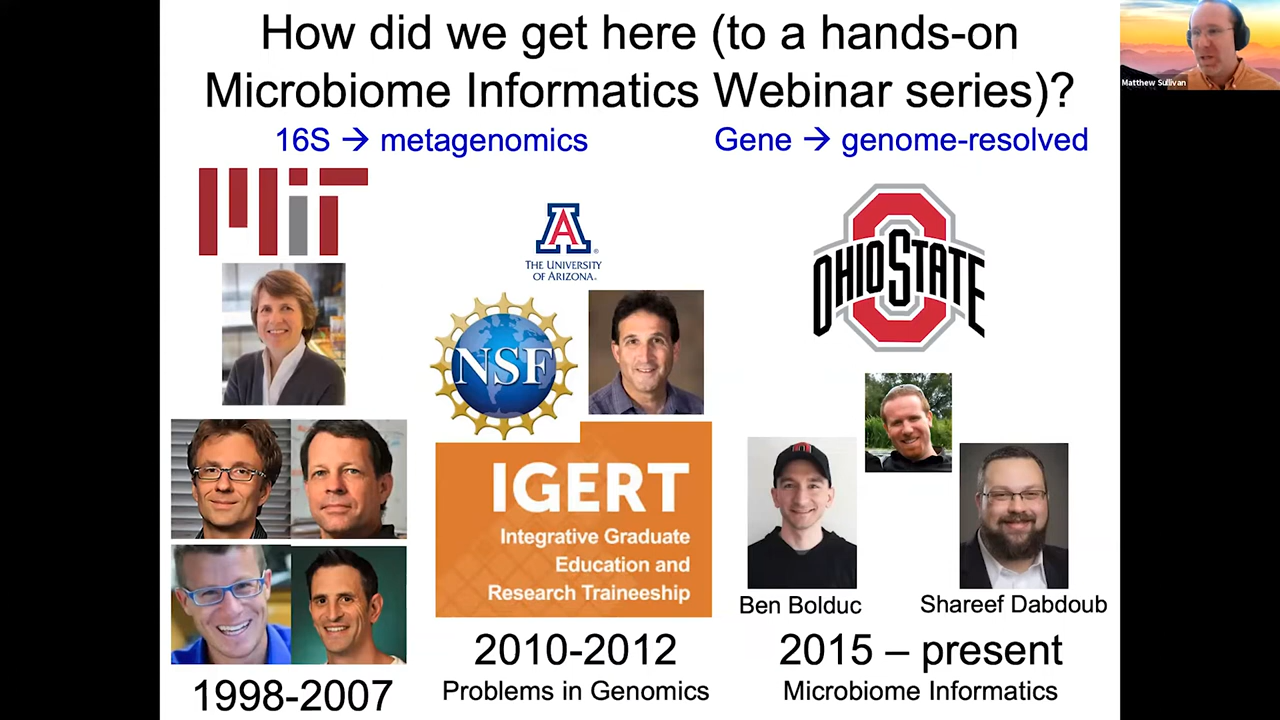 How did we get here (to a hands-on
Microbiome Informatics Webinar series)?
Matthew Sullivan
16S → metagenomics
Gene → genome-resolved
MIT
A
THE UNIVERSITY
OF ARIZONA
OHIO STATE
NSF
IGERT
Integrative Graduate
Education and
Research Traineeship
Ben Bolduc
Shareef Dabdoub
1998-2007
2010-2012
Problems in Genomics
2015 – present
Microbiome Informatics